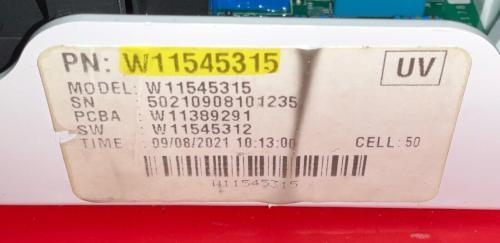 PN: W11545315
UV
MODEL: W11545315
SN 50210908101235
PCBA W11389291
SW W11545312
TIME : 09/08/2021 10:13:00 CELL: 50
W11545315